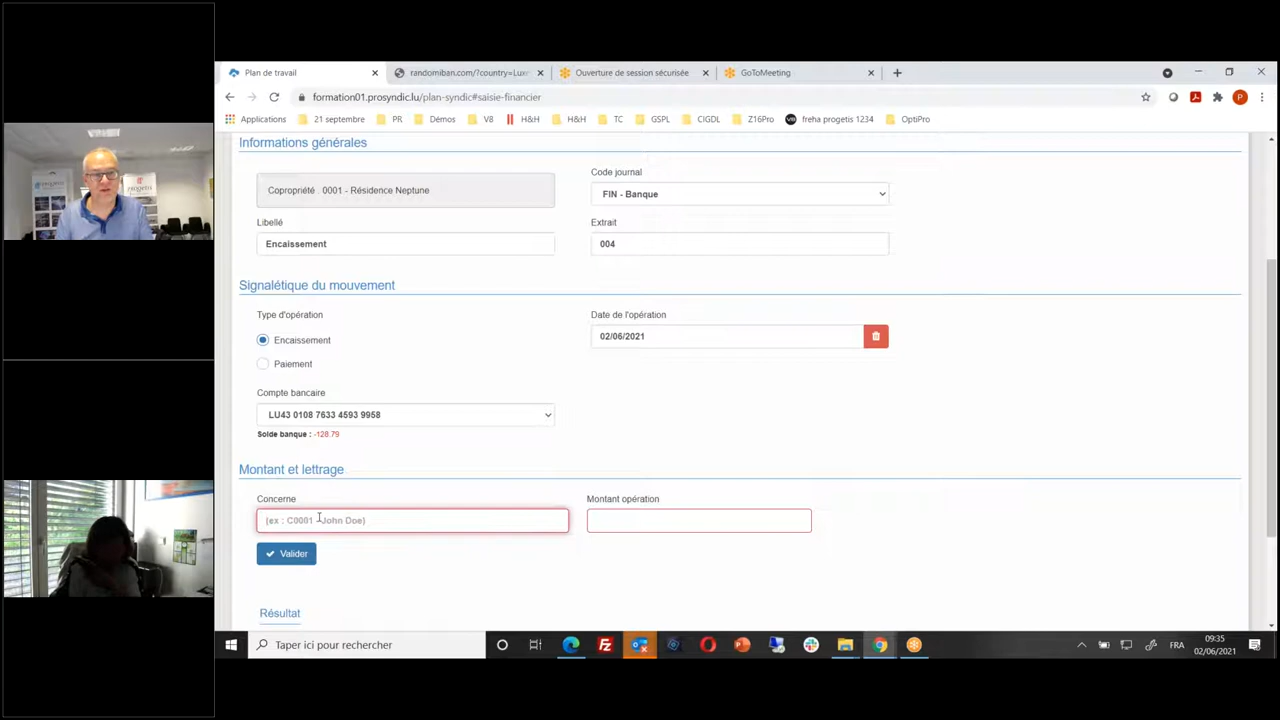 Plan de travail
randomiban.com/?country=Luxe
Ouverture de session sécurisée
GoToMeeting
formation01.prosyndic.lu/plan-syndic#saisie-financier
P
Applications 21 septembre PR Démos V8 H&H H&H TC GSPL CIGDL Z16Pro freha progetis 1234 OptiPro
Informations générales
Code journal
Copropriété : 0001 - Résidence Neptune
FIN - Banque
Libellé Extrait
Encaissement 004
Signalétique du mouvement
Type d'opération Date de l'opération
Encaissement 02/06/2021
Paiement
Compte bancaire
LU43 0108 7633 4593 9958
Solde banque : -128.79
Montant et lettrage
Concerne Montant opération
(ex : C0001 - John Doe)
Valider
Résultat
Taper ici pour rechercher
FRA
09:35
02/06/2021